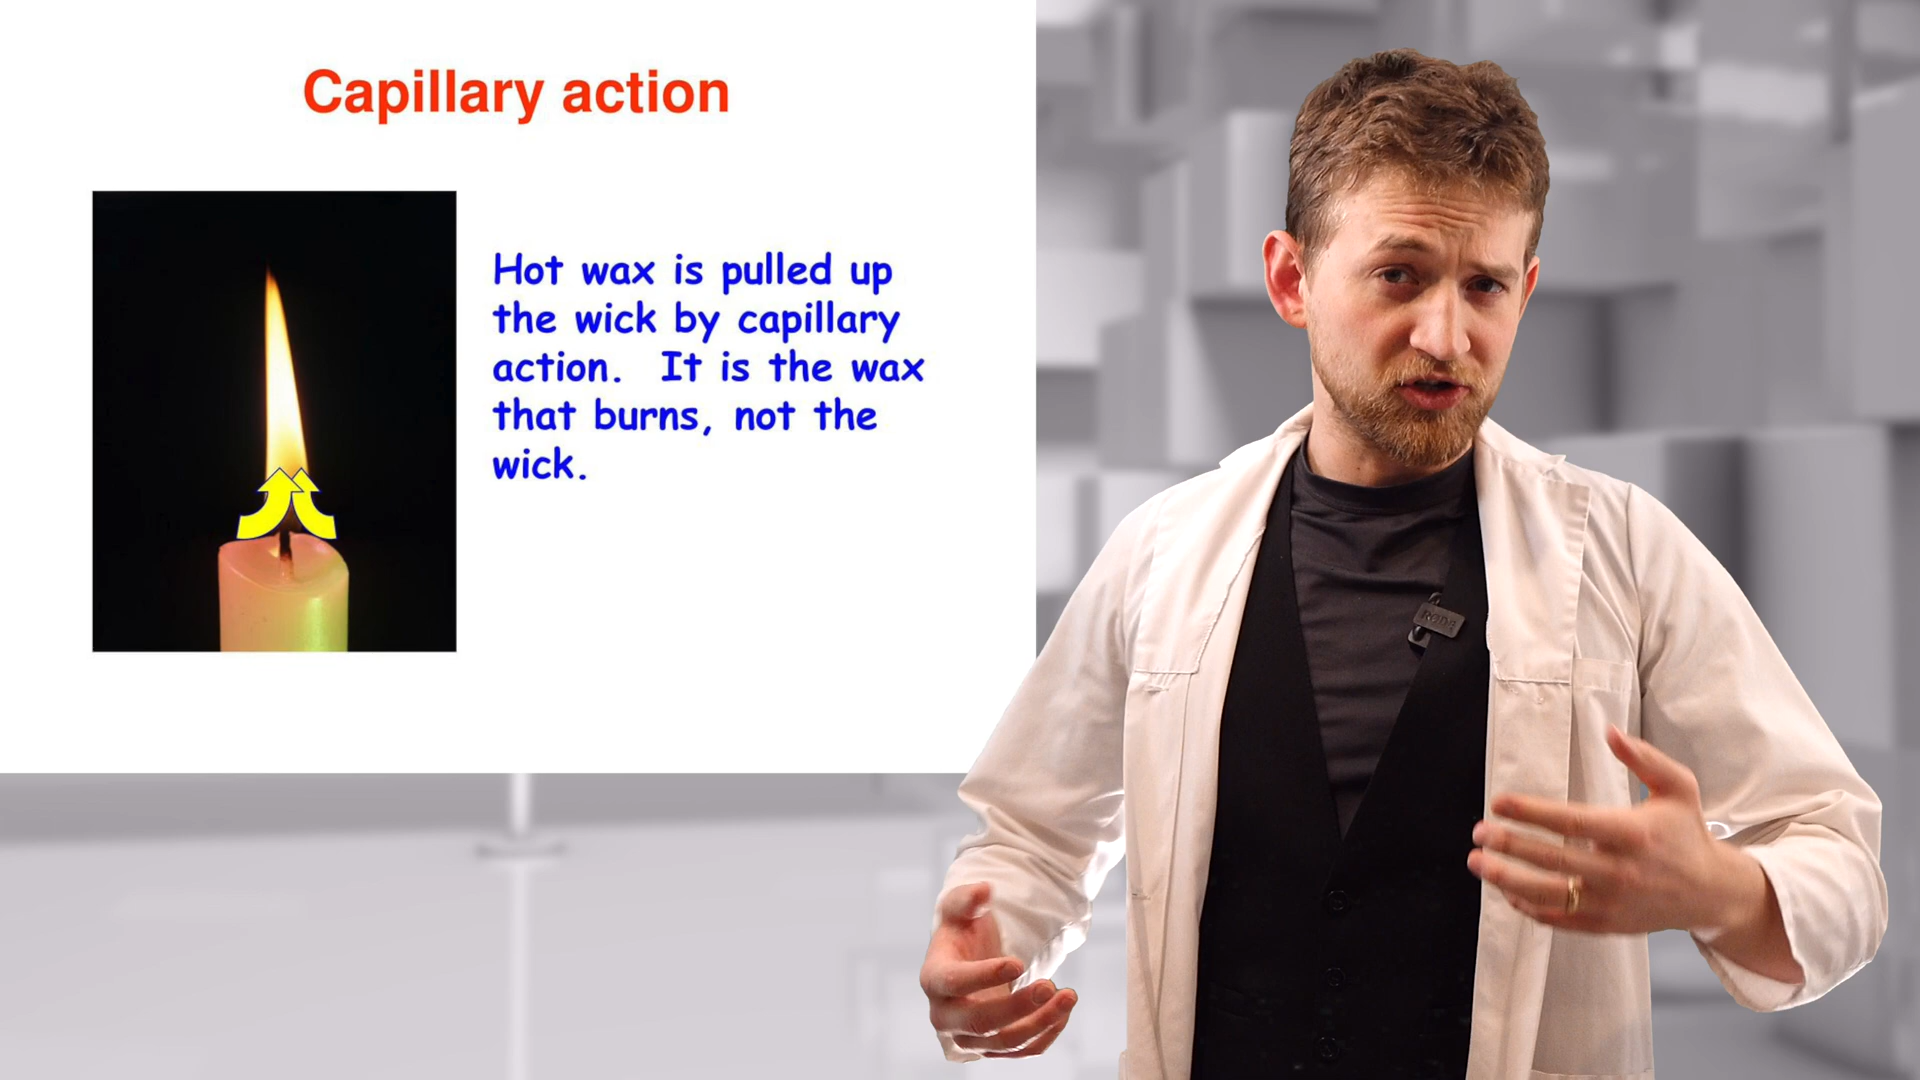 Capillary action
Hot wax is pulled up
the wick by capillary
action. It is the wax
that burns, not the
wick.
RØDE